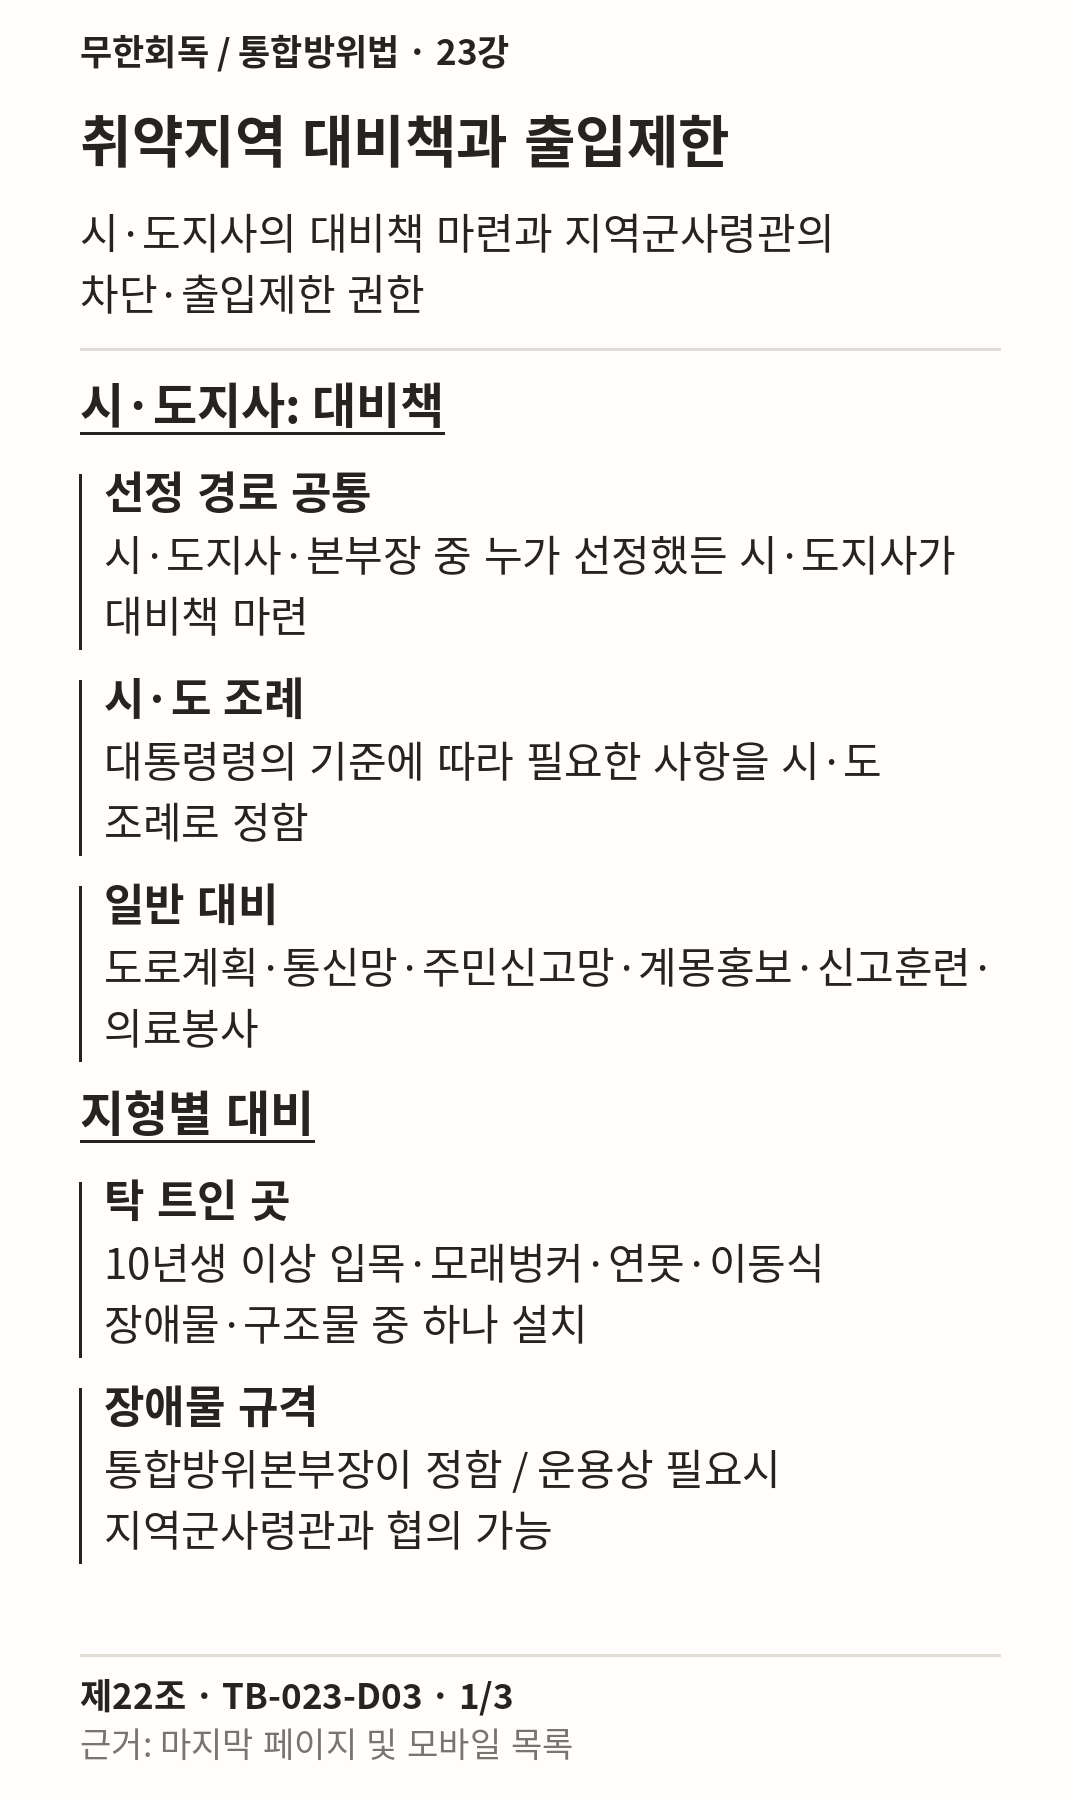 무한회독 / 통합방위법 · 23강
취약지역 대비책과 출입제한
시·도지사의 대비책 마련과 지역군사령관의
차단·출입제한 권한
시·도지사: 대비책
선정 경로 공통
시·도지사·본부장 중 누가 선정했든 시·도지사가
대비책 마련
시·도 조례
대통령령의 기준에 따라 필요한 사항을 시·도
조례로 정함
일반 대비
도로계획·통신망·주민신고망·계몽홍보·신고훈련·
의료봉사
지형별 대비
탁 트인 곳
10년생 이상 입목·모래벙커·연못·이동식
장애물·구조물 중 하나 설치
장애물 규격
통합방위본부장이 정함 / 운용상 필요시
지역군사령관과 협의 가능
제22조 · TB-023-D03 · 1/3
근거: 마지막 페이지 및 모바일 목록